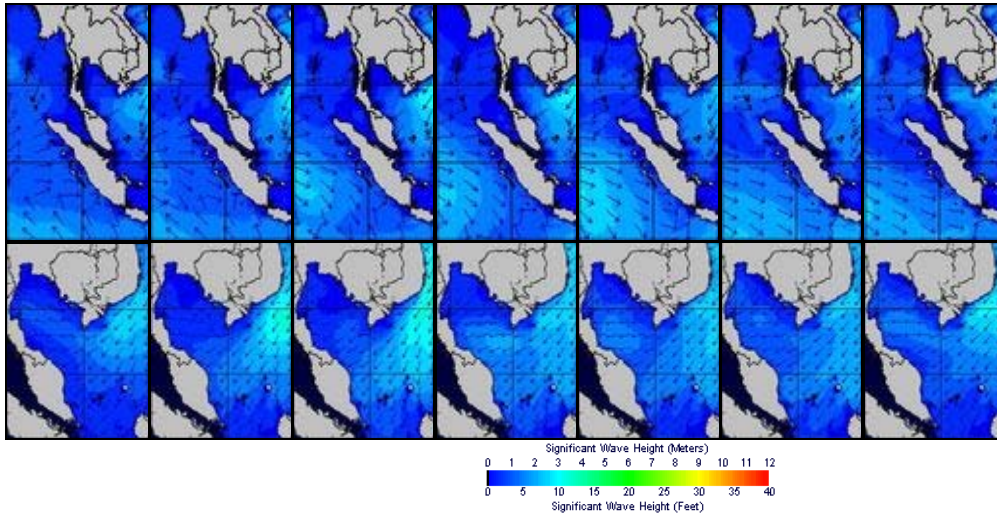 Significant Wave Height (Meters)
0 1 2 3 4 5 6 7 8 9 10 11 12
0 5 10 15 20 25 30 35 40
Significant Wave Height (Feet)